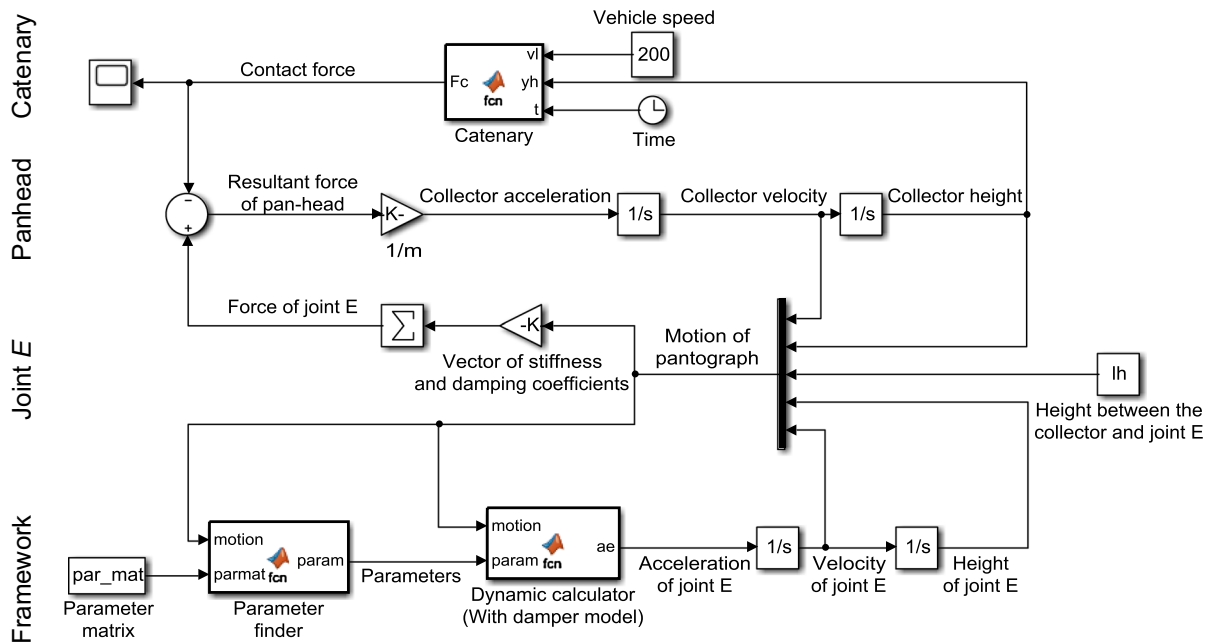 Catenary
Panhead
Joint E
Framework
Vehicle speed
200
vl
Fc
yh
t
fcn
Catenary
Time
Contact force
−
+
Resultant force
of pan-head
-K-
1/m
Collector acceleration
1/s
Collector velocity
1/s
Collector height
Force of joint E
Σ
-K
Vector of stiffness
and damping coefficients
Motion of
pantograph
lh
Height between the
collector and joint E
par_mat
Parameter
matrix
motion
parmat
fcn
param
Parameter
finder
Parameters
motion
param
fcn
ae
Dynamic calculator
(With damper model)
Acceleration
of joint E
1/s
Velocity
of joint E
1/s
Height
of joint E